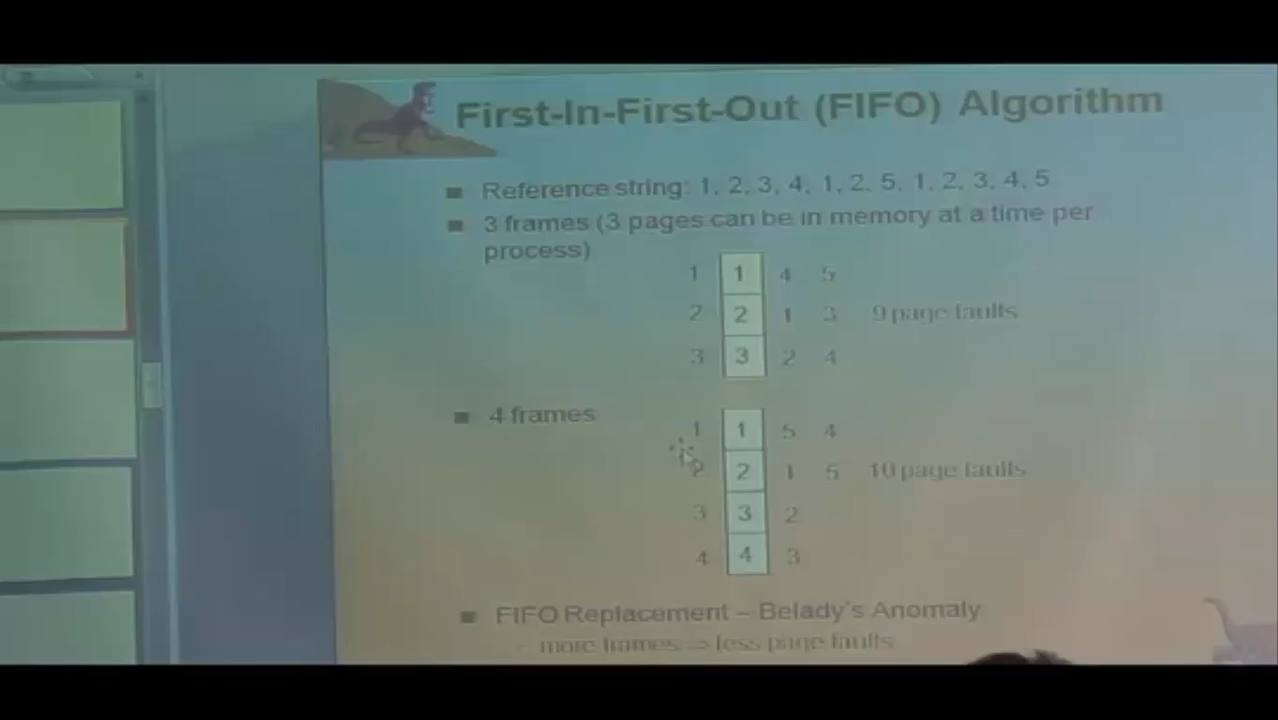 First-In-First-Out (FIFO) Algorithm
■ Reference string: 1, 2, 3, 4, 1, 2, 5, 1, 2, 3, 4, 5
■ 3 frames (3 pages can be in memory at a time per
process)
1 1 4 5
2 2 1 3 9 page faults
3 3 2 4
■ 4 frames
1 1 5 4
2 2 1 5 10 page faults
3 3 2
4 4 3
■ FIFO Replacement – Belady's Anomaly
- more frames ⇒ less page faults